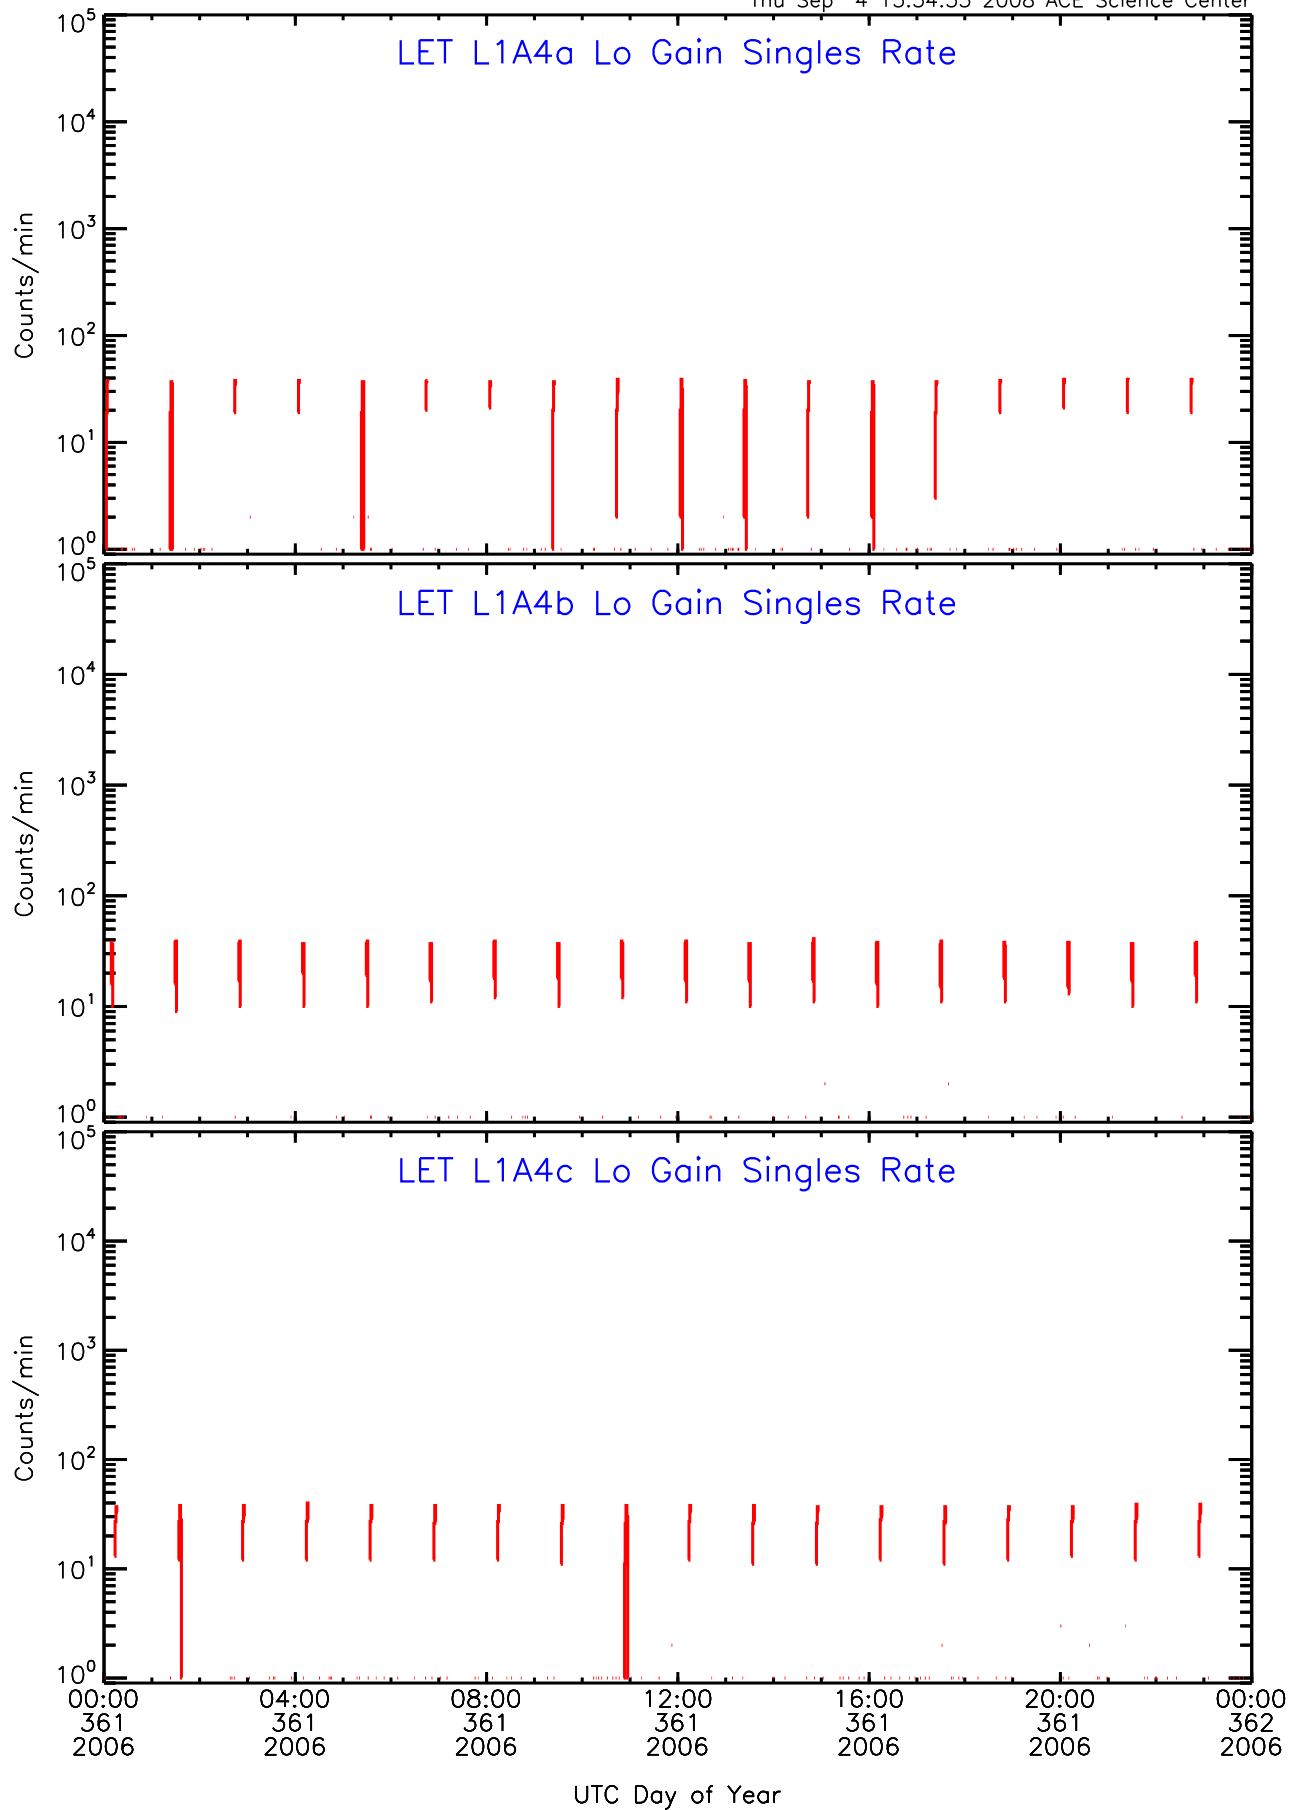 4 2008 ACE Science Center
LET L1A4a Lo Gain Singles Rate
10^5
10^4
10^3
10^2
10^1
10^0
Counts/min
LET L1A4b Lo Gain Singles Rate
10^5
10^4
10^3
10^2
10^1
10^0
Counts/min
LET L1A4c Lo Gain Singles Rate
10^5
10^4
10^3
10^2
10^1
10^0
Counts/min
00:00 04:00 08:00 12:00 16:00 20:00 00:00
361 361 361 361 361 361 362
2006 2006 2006 2006 2006 2006 2006
UTC Day of Year